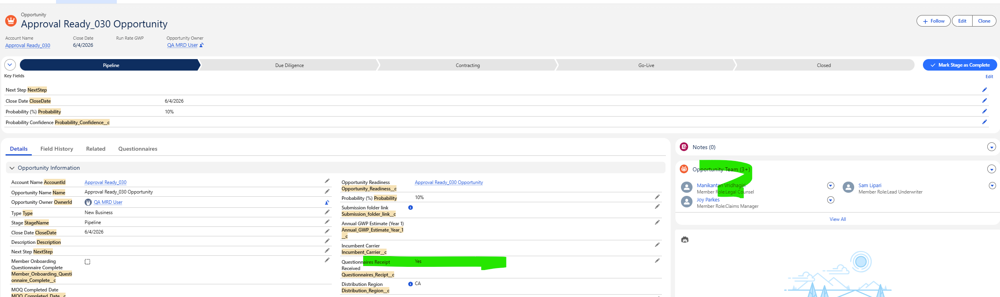 Opportunity
Approval Ready_030 Opportunity
Follow
Edit
Clone
Account Name
Close Date
Run Rate GWP
Opportunity Owner
Approval Ready_030
6/4/2026
QA MRD User
Pipeline
Due Diligence
Contracting
Go-Live
Closed
Mark Stage as Complete
Key Fields
Edit
Next Step NextStep
Close Date CloseDate
6/4/2026
Probability (%) Probability
10%
Probability Confidence Probability_Confidence__c
Details
Field History
Related
Questionnaires
Opportunity Information
Account Name AccountId
Approval Ready_030
Opportunity Name Name
Approval Ready_030 Opportunity
Opportunity Owner OwnerId
QA MRD User
Type Type
New Business
Stage StageName
Pipeline
Close Date CloseDate
6/4/2026
Description Description
Next Step NextStep
Member Onboarding
Questionnaire Complete
Member_Onboarding_Questi
onnaire_Complete__c
MOQ Completed Date
MOQ_Completed_Date__c
Opportunity Readiness
Opportunity_Readiness__c
Approval Ready_030 Opportunity
Probability (%) Probability
10%
Submission folder link
Submission_folder_link__c
Annual GWP Estimate (Year 1)
Annual_GWP_Estimate_Year_1
__c
Incumbent Carrier
Incumbent_Carrier__c
Questionnaires Receipt
Received
Questionnaires_Recipt__c
Yes
Distribution Region
Distribution_Region__c
CA
Notes (0)
Opportunity Team (3+)
Manikantan Vridhagiri
Member Role:Legal Counsel
Sam Lipari
Member Role:Lead Underwriter
Joy Parkes
Member Role:Claims Manager
View All